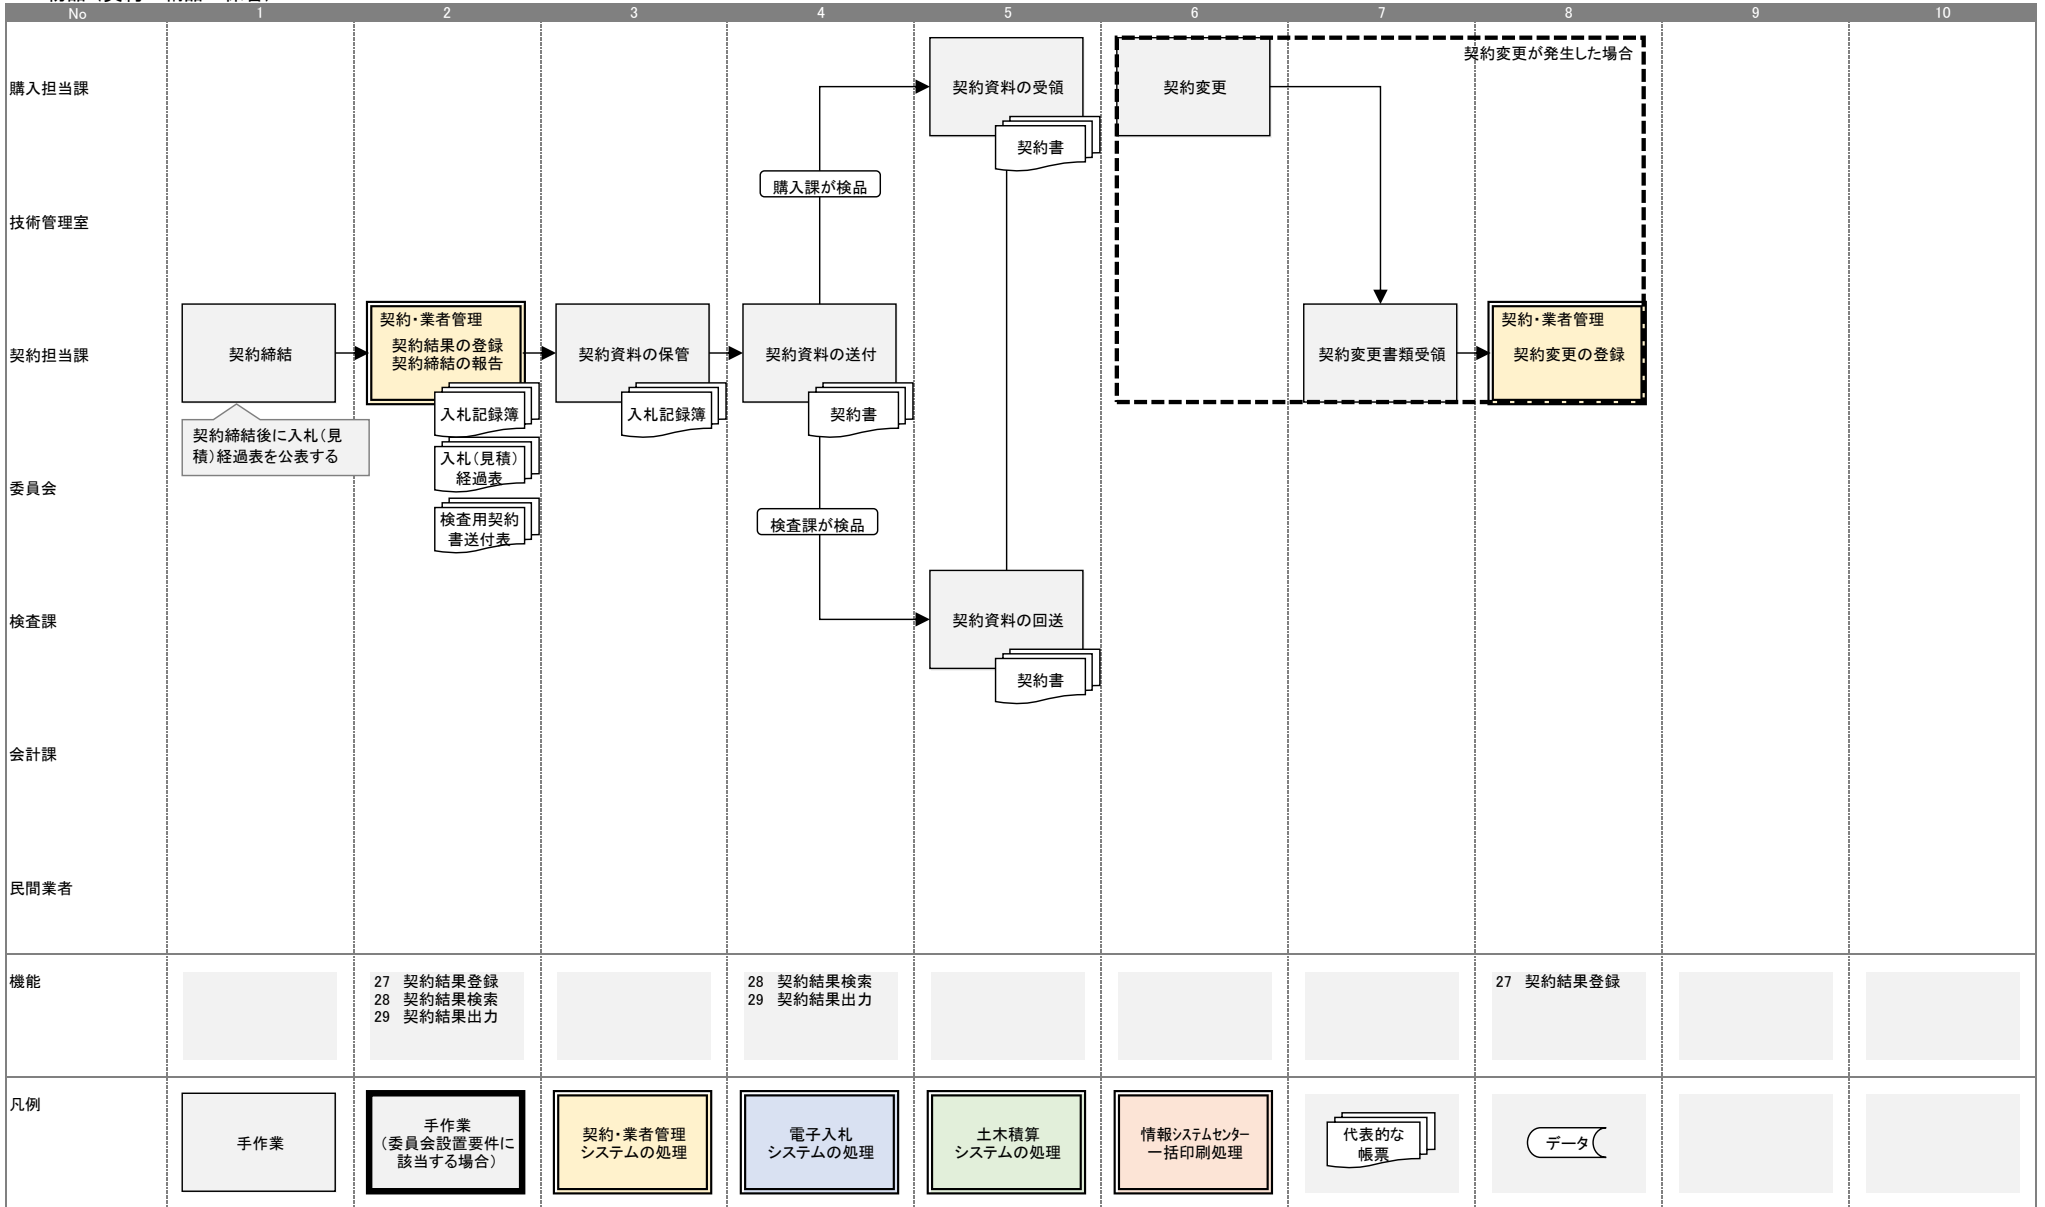 No 1 2 3 4 5 6 7 8 9 10
契約変更が発生した場合
購入担当課
契約資料の受領
契約変更
契約書
購入課が検品
技術管理室
契約担当課
契約締結
契約・業者管理
契約結果の登録
契約締結の報告
契約資料の保管
契約資料の送付
契約変更書類受領
契約・業者管理
契約変更の登録
入札記録簿
入札記録簿
契約書
契約締結後に入札(見
積)経過表を公表する
入札(見積)
経過表
委員会
検査用契約
書送付表
検査課が検品
検査課
契約資料の回送
契約書
会計課
民間業者
機能
27 契約結果登録
28 契約結果検索
29 契約結果出力
28 契約結果検索
29 契約結果出力
27 契約結果登録
凡例
手作業
手作業
(委員会設置要件に
該当する場合)
契約・業者管理
システムの処理
電子入札
システムの処理
土木積算
システムの処理
情報システムセンター
一括印刷処理
代表的な
帳票
データ